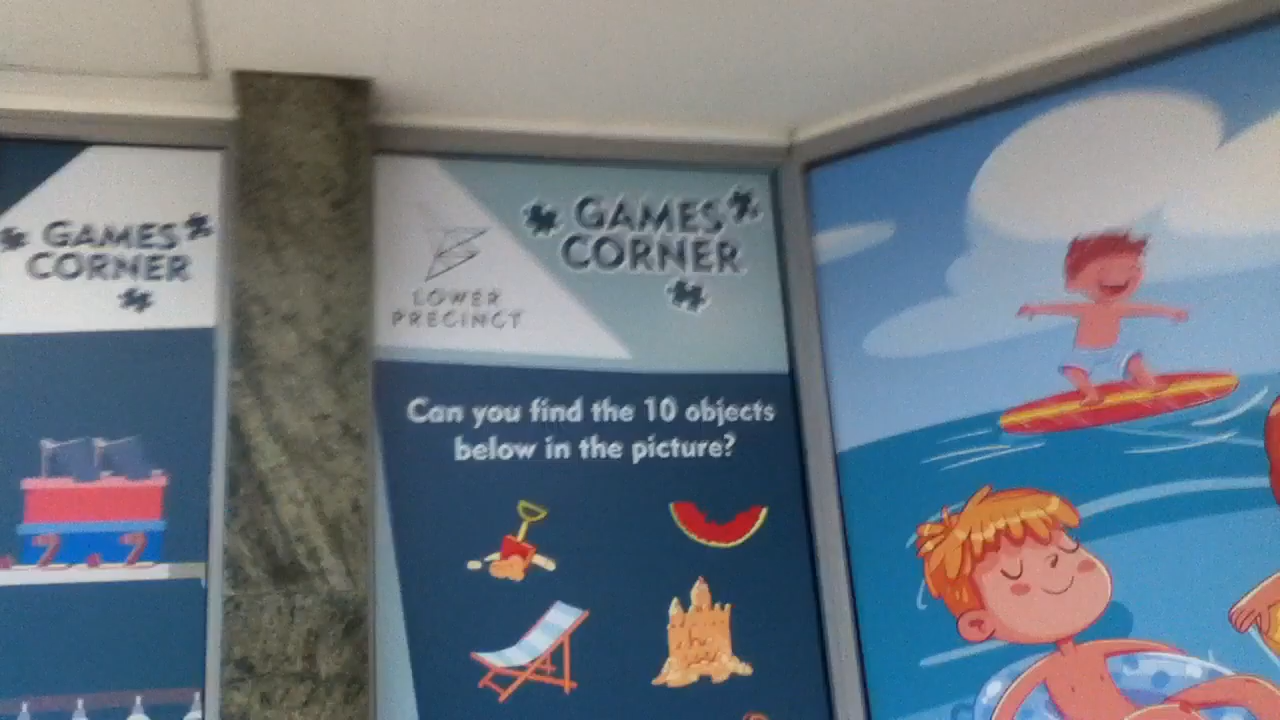 GAMES
CORNER
LOWER
PRECINCT
GAMES
CORNER
Can you find the 10 objects
below in the picture?